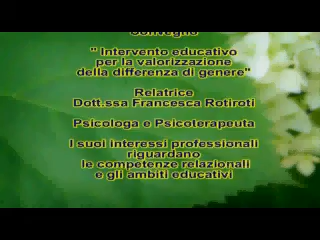 Convegno
" Intervento educativo
per la valorizzazione
della differenza di genere"
Relatrice
Dott.ssa Francesca Rotiroti
Psicologa e Psicoterapeuta
I suoi interessi professionali
riguardano
le competenze relazionali
e gli ambiti educativi